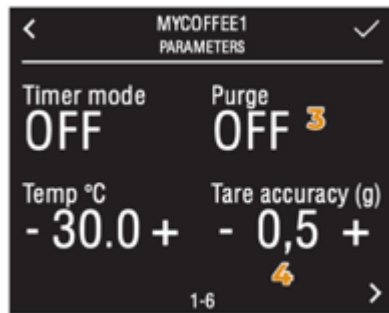 < MYCOFFEE1 ✓
PARAMETERS
Timer mode Purge
OFF OFF 3
Temp °C Tare accuracy (g)
- 30.0 + - 0,5 +
4
1-6 >